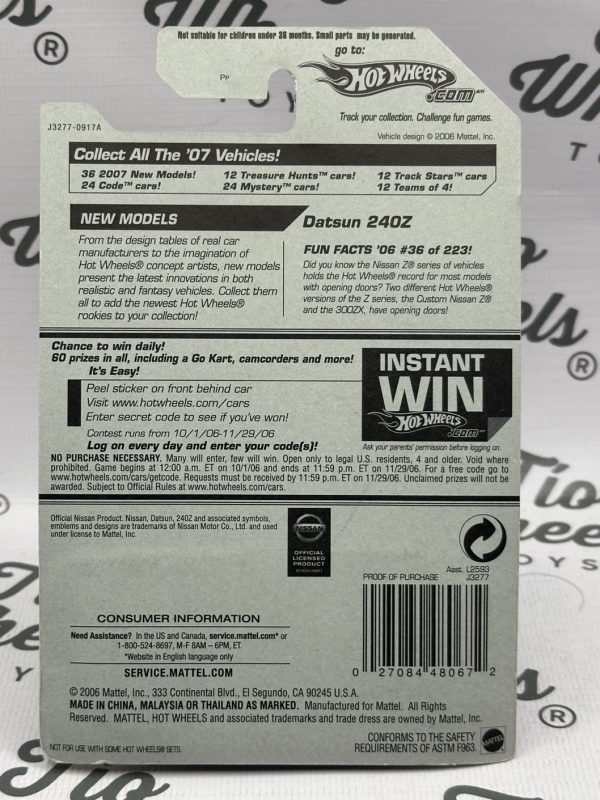 Not suitable for children under 36 months. Small parts may be generated.
go to:
Hot Wheels
.com℠
Pp
Track your collection. Challenge fun games.
J3277-0917A
Vehicle design © 2006 Mattel, Inc.
Collect All The '07 Vehicles!
36 2007 New Models! 12 Treasure Hunts™ cars! 12 Track Stars™ cars
24 Code™ cars! 24 Mystery™ cars! 12 Teams of 4!
NEW MODELS
Datsun 240Z
From the design tables of real car
manufacturers to the imagination of
Hot Wheels® concept artists, new models
present the latest innovations in both
realistic and fantasy vehicles. Collect them
all to add the newest Hot Wheels®
rookies to your collection!
FUN FACTS '06 #36 of 223!
Did you know the Nissan Z® series of vehicles
holds the Hot Wheels® record for most models
with opening doors? Two different Hot Wheels®
versions of the Z series, the Custom Nissan Z®
and the 300ZX, have opening doors!
Chance to win daily!
60 prizes in all, including a Go Kart, camcorders and more!
It's Easy!
Peel sticker on front behind car
Visit www.hotwheels.com/cars
Enter secret code to see if you've won!
Contest runs from 10/1/06-11/29/06
Log on every day and enter your code(s)!
INSTANT
WIN
Hot Wheels
.com
Ask your parents' permission before logging on.
NO PURCHASE NECESSARY. Many will enter, few will win. Open only to legal U.S. residents, 4 and older. Void where
prohibited. Game begins at 12:00 a.m. ET on 10/1/06 and ends at 11:59 p.m. ET on 11/29/06. For a free code go to
www.hotwheels.com/cars/getcode. Requests must be received by 11:59 p.m. ET on 11/29/06. Unclaimed prizes will not be
awarded. Subject to Official Rules at www.hotwheels.com/cars.
Official Nissan Product. Nissan, Datsun, 240Z and associated symbols,
emblems and designs are trademarks of Nissan Motor Co., Ltd. and used
under license to Mattel, Inc.
NISSAN
OFFICIAL
LICENSED
PRODUCT
Asst. L2593
PROOF OF PURCHASE J3277
0 27084 48067 2
CONSUMER INFORMATION
Need Assistance? In the US and Canada, service.mattel.com* or
1-800-524-8697, M-F 8AM – 6PM, ET.
*Website in English language only
SERVICE.MATTEL.COM
© 2006 Mattel, Inc., 333 Continental Blvd., El Segundo, CA 90245 U.S.A.
MADE IN CHINA, MALAYSIA OR THAILAND AS MARKED. Manufactured for Mattel. All Rights
Reserved. MATTEL, HOT WHEELS and associated trademarks and trade dress are owned by Mattel, Inc.
CONFORMS TO THE SAFETY
REQUIREMENTS OF ASTM F963.
MATTEL
NOT FOR USE WITH SOME HOT WHEELS® SETS.